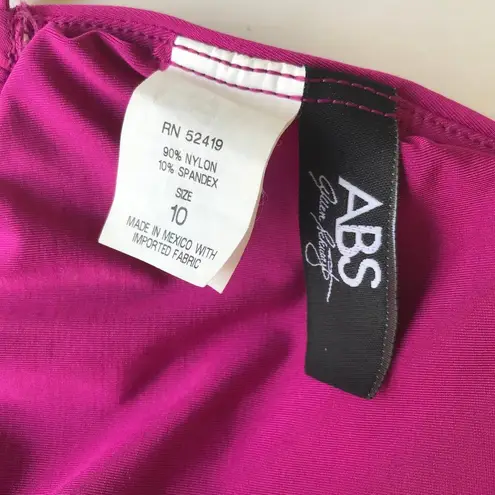 RN 52419
90% NYLON
10% SPANDEX
SIZE
10
MADE IN MEXICO WITH
IMPORTED FABRIC
ABS